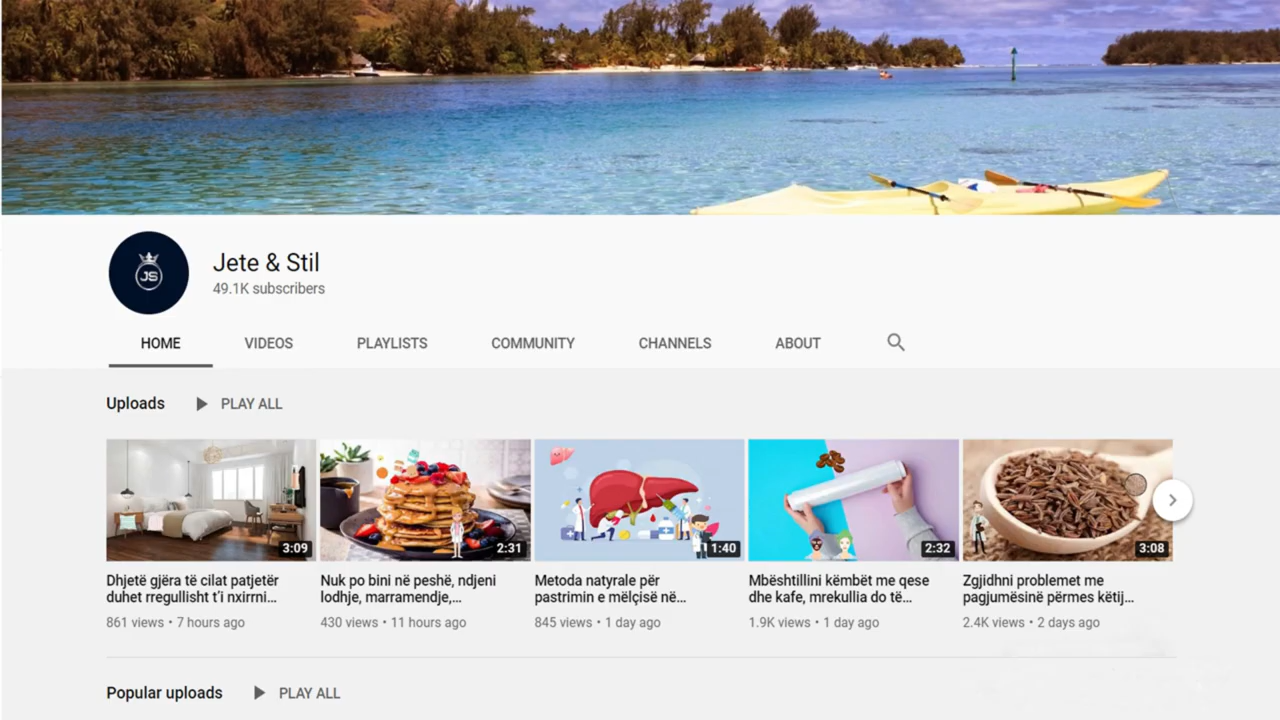 JS
Jete & Stil
49.1K subscribers
HOME VIDEOS PLAYLISTS COMMUNITY CHANNELS ABOUT
Uploads PLAY ALL
3:09 2:31 1:40 2:32 3:08
Dhjetë gjëra të cilat patjetër
duhet rregullisht t'i nxirrni...
861 views • 7 hours ago
Nuk po bini në peshë, ndjeni
lodhje, marramendje,...
430 views • 11 hours ago
Metoda natyrale për
pastrimin e mëlçisë në...
845 views • 1 day ago
Mbështillini këmbët me qese
dhe kafe, mrekullia do të...
1.9K views • 1 day ago
Zgjidhni problemet me
pagjumësinë përmes këtij...
2.4K views • 2 days ago
Popular uploads PLAY ALL